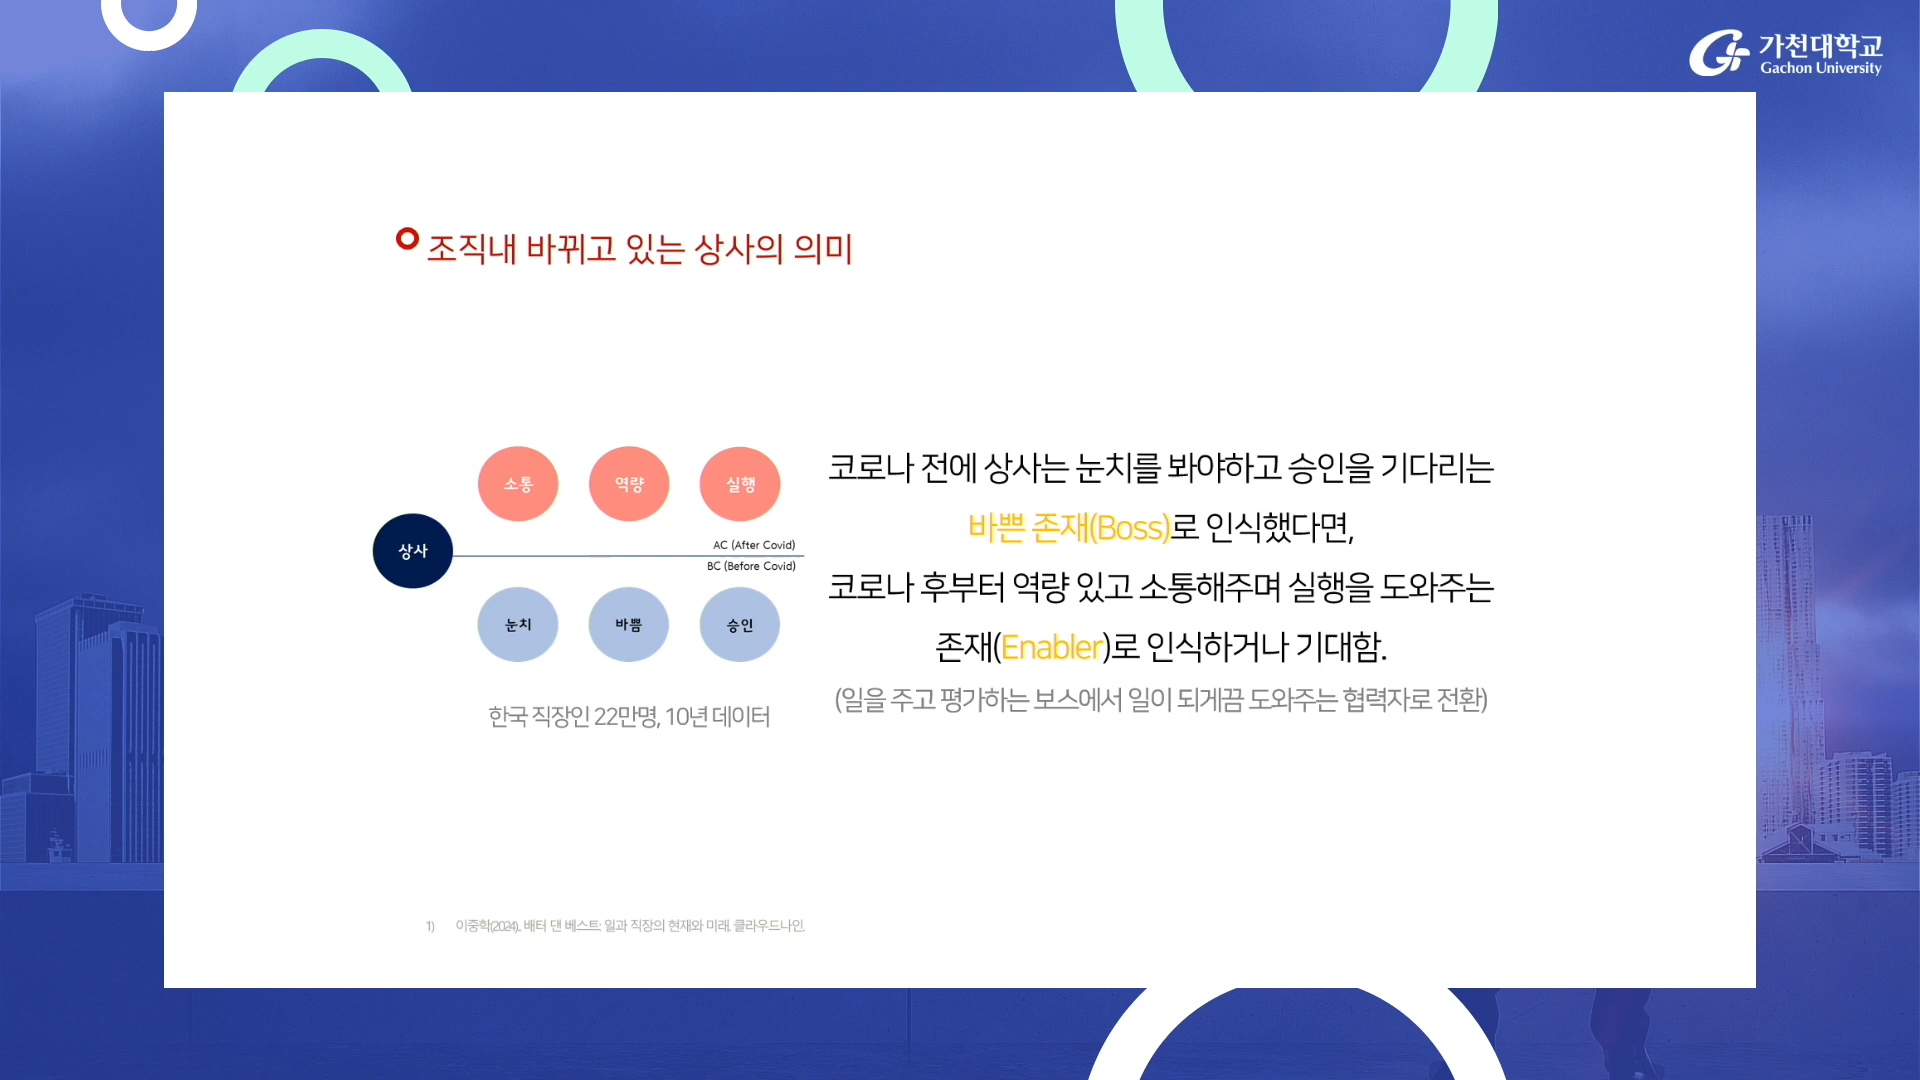 가천대학교
Gachon University
조직내 바뀌고 있는 상사의 의미
소통 역량 실행
상사
AC (After Covid)
BC (Before Covid)
눈치 바쁨 승인
한국 직장인 22만명, 10년 데이터
코로나 전에 상사는 눈치를 봐야하고 승인을 기다리는
바쁜 존재(Boss)로 인식했다면,
코로나 후부터 역량 있고 소통해주며 실행을 도와주는
존재(Enabler)로 인식하거나 기대함.
(일을 주고 평가하는 보스에서 일이 되게끔 도와주는 협력자로 전환)
1) 이중학(2024). 배터 댄 베스트: 일과 직장의 현재와 미래. 클라우드나인.